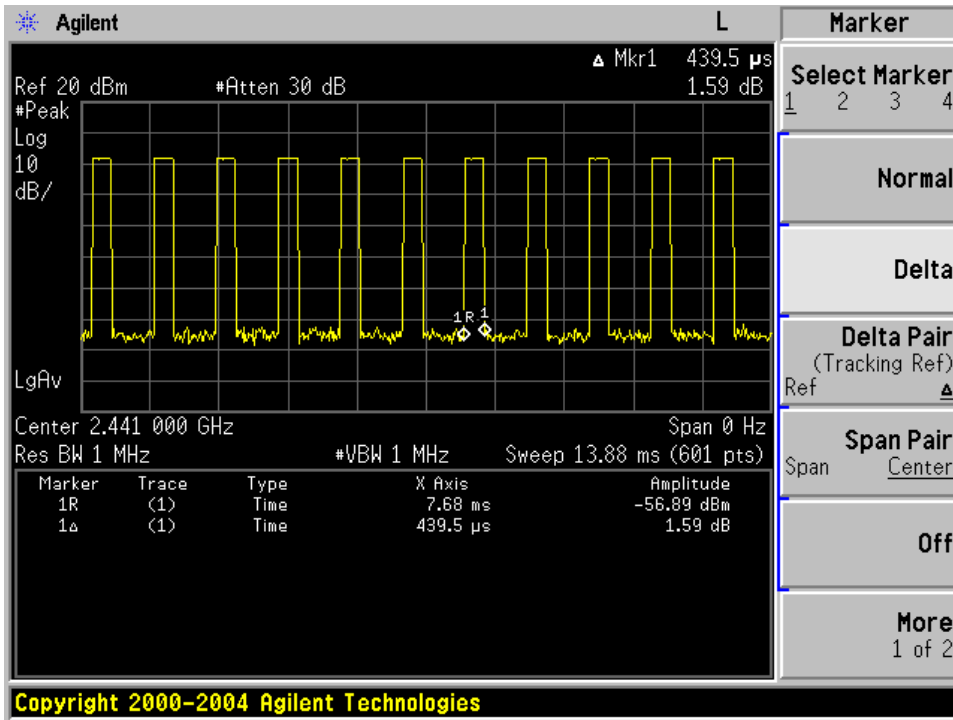 Agilent L Marker
Δ Mkr1 439.5 µs
Ref 20 dBm #Atten 30 dB 1.59 dB
#Peak
Log
10
dB/
1R 1
LgAv
Center 2.441 000 GHz Span 0 Hz
Res BW 1 MHz #VBW 1 MHz Sweep 13.88 ms (601 pts)
Marker Trace Type X Axis Amplitude
1R (1) Time 7.68 ms -56.89 dBm
1Δ (1) Time 439.5 µs 1.59 dB
Select Marker
1 2 3 4
Normal
Delta
Delta Pair
(Tracking Ref)
Ref Δ
Span Pair
Span Center
Off
More
1 of 2
Copyright 2000-2004 Agilent Technologies